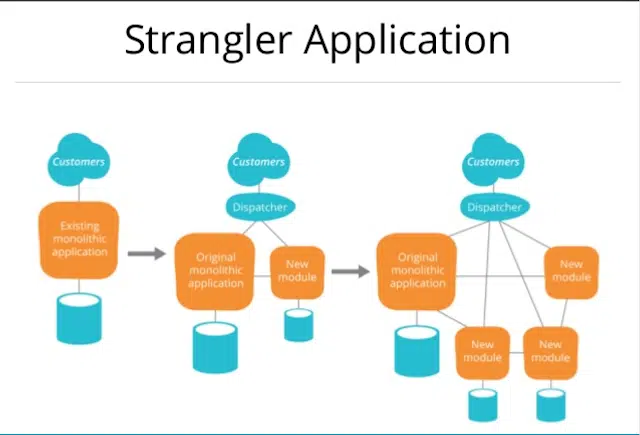 Strangler Application
Customers
Existing
monolithic
application
Customers
Dispatcher
Original
monolithic
application
New
module
Customers
Dispatcher
Original
monolithic
application
New
module
New
module
New
module